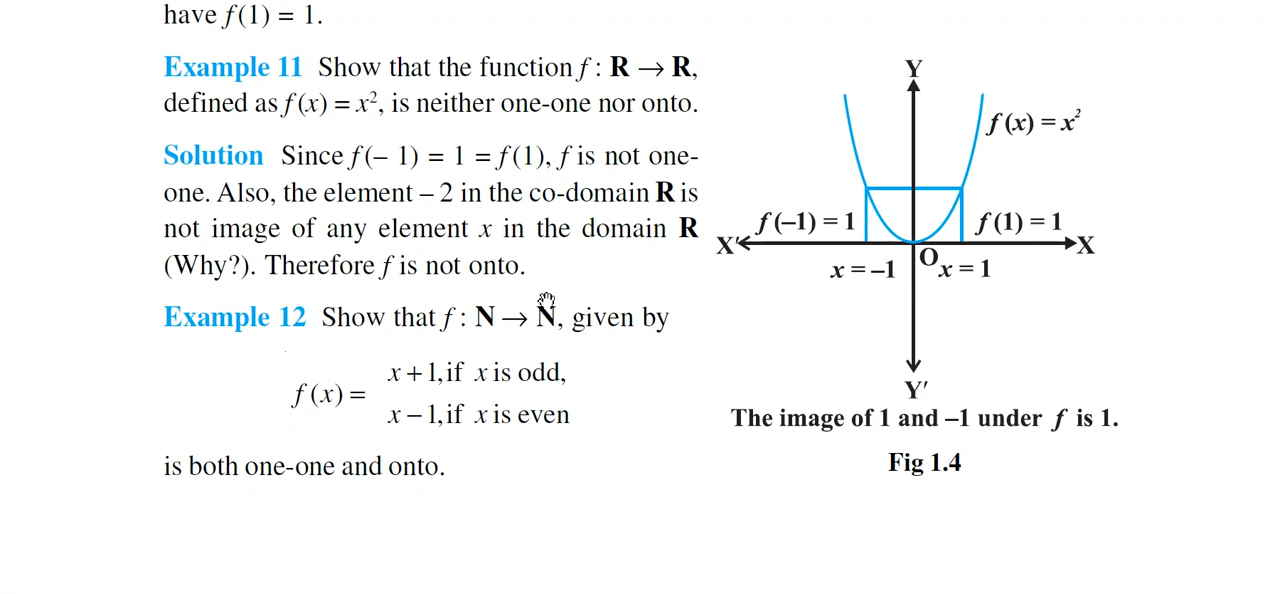 have f(1) = 1.
Example 11 Show that the function f : R → R,
defined as f(x) = x², is neither one-one nor onto.
Solution Since f(– 1) = 1 = f(1), f is not one-
one. Also, the element – 2 in the co-domain R is
not image of any element x in the domain R
(Why?). Therefore f is not onto.
Example 12 Show that f : N → N, given by
f(x) =
x + 1, if x is odd,
x – 1, if x is even
is both one-one and onto.
Y
f(x) = x²
f(–1) = 1
f(1) = 1
X′
X
O
x = –1
x = 1
Y′
The image of 1 and –1 under f is 1.
Fig 1.4